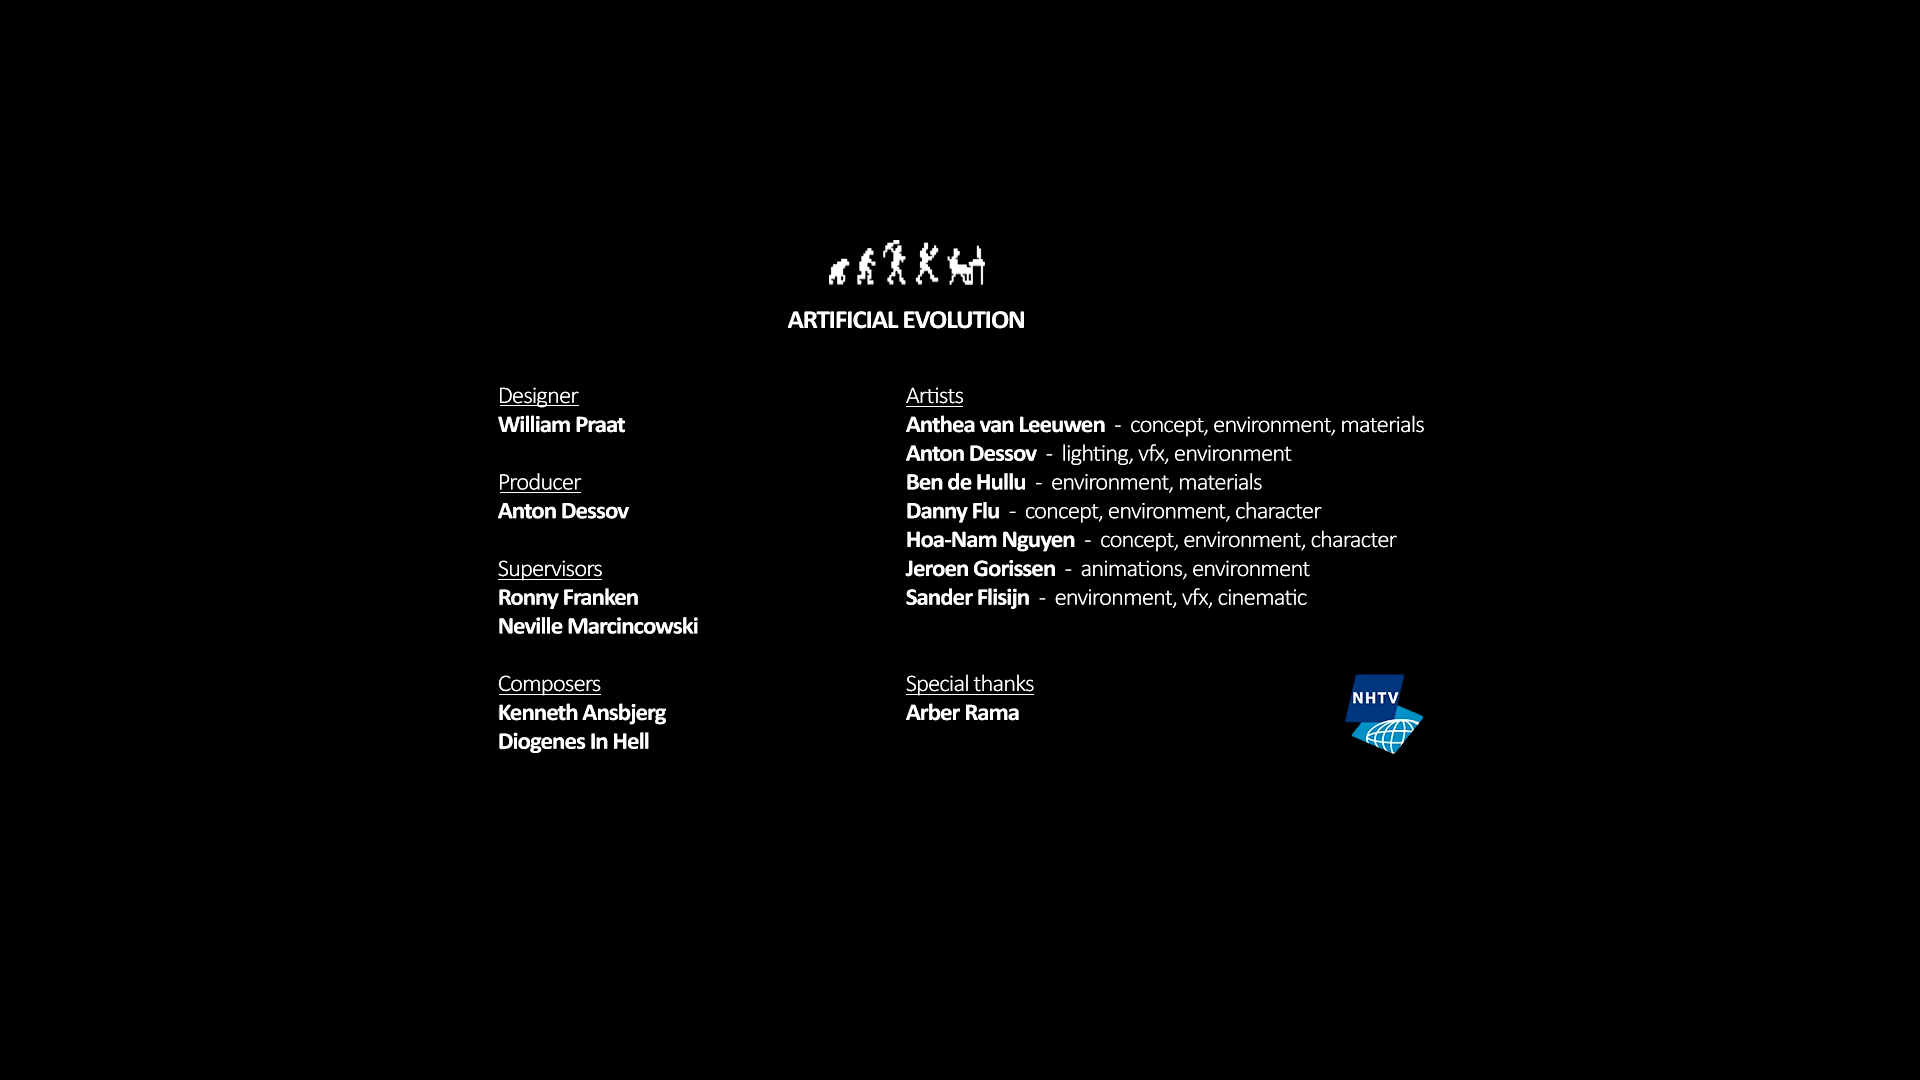 ARTIFICIAL EVOLUTION
Designer
William Praat
Producer
Anton Dessov
Supervisors
Ronny Franken
Neville Marcincowski
Composers
Kenneth Ansbjerg
Diogenes In Hell
Artists
Anthea van Leeuwen - concept, environment, materials
Anton Dessov - lighting, vfx, environment
Ben de Hullu - environment, materials
Danny Flu - concept, environment, character
Hoa-Nam Nguyen - concept, environment, character
Jeroen Gorissen - animations, environment
Sander Flisijn - environment, vfx, cinematic
Special thanks
Arber Rama
NHTV